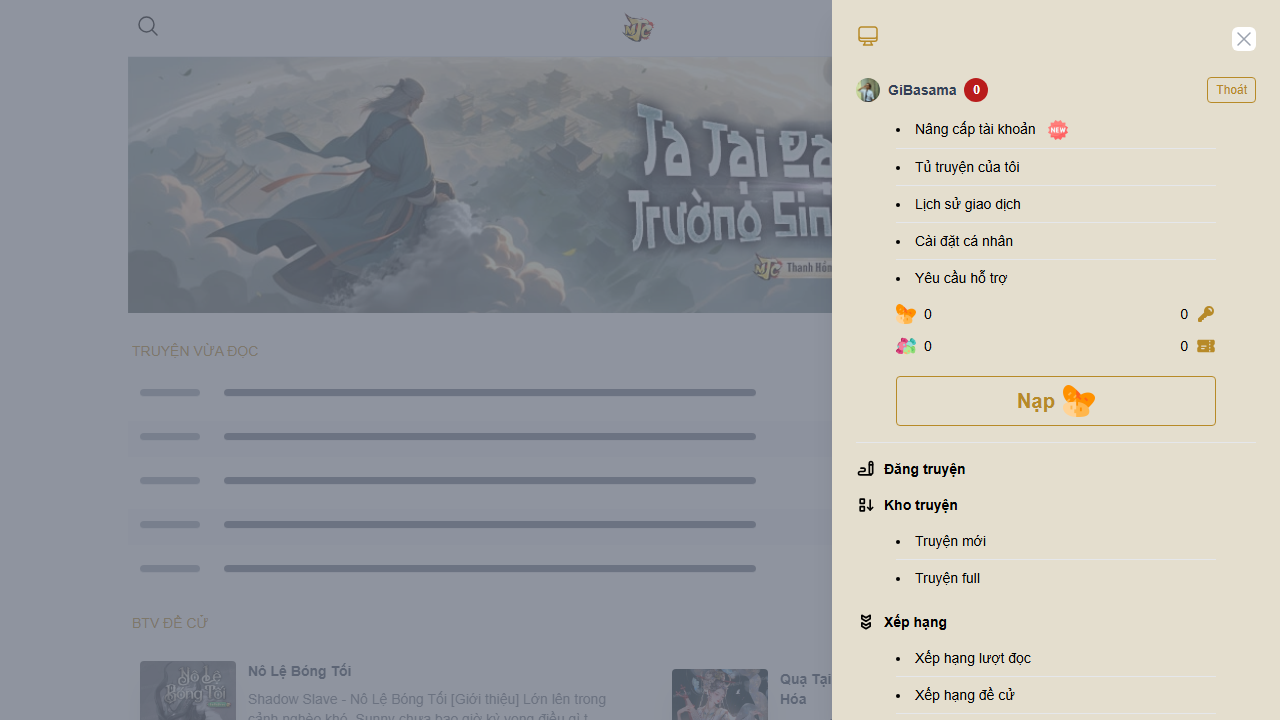 NTC
Ta Tại
Trường Sin
NTC Thanh Hóa
TRUYỆN VỪA ĐỌC
BTV ĐỀ CỬ
Nô Lệ Bóng Tối
Nô Lệ Bóng Tối
Shadow Slave - Nô Lệ Bóng Tối [Giới thiệu] Lớn lên trong
cảnh nghèo khó, Sunny chưa bao giờ kỳ vọng điều gì t
Quạ Tại
Hóa
GiBasama 0
Thoát
Nâng cấp tài khoản NEW
Tủ truyện của tôi
Lịch sử giao dịch
Cài đặt cá nhân
Yêu cầu hỗ trợ
0 0
0 0
Nạp
Đăng truyện
Kho truyện
Truyện mới
Truyện full
Xếp hạng
Xếp hạng lượt đọc
Xếp hạng đề cử